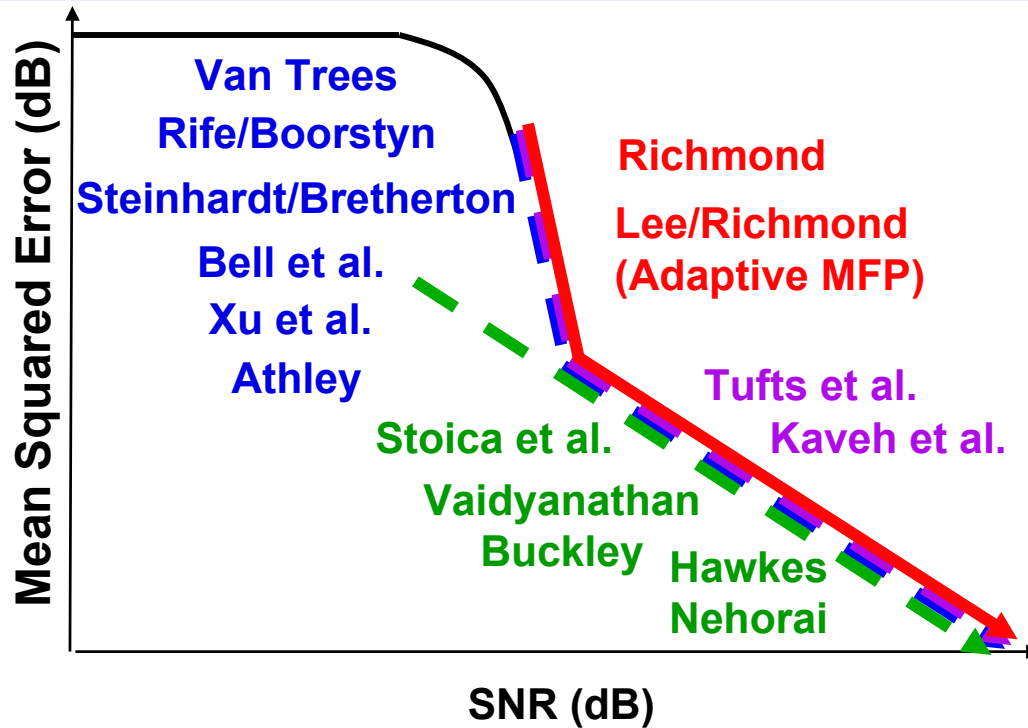 Mean Squared Error (dB)
Van Trees
Rife/Boorstyn
Steinhardt/Bretherton
Bell et al.
Xu et al.
Athley
Richmond
Lee/Richmond
(Adaptive MFP)
Tufts et al.
Kaveh et al.
Stoica et al.
Vaidyanathan
Buckley
Hawkes
Nehorai
SNR (dB)